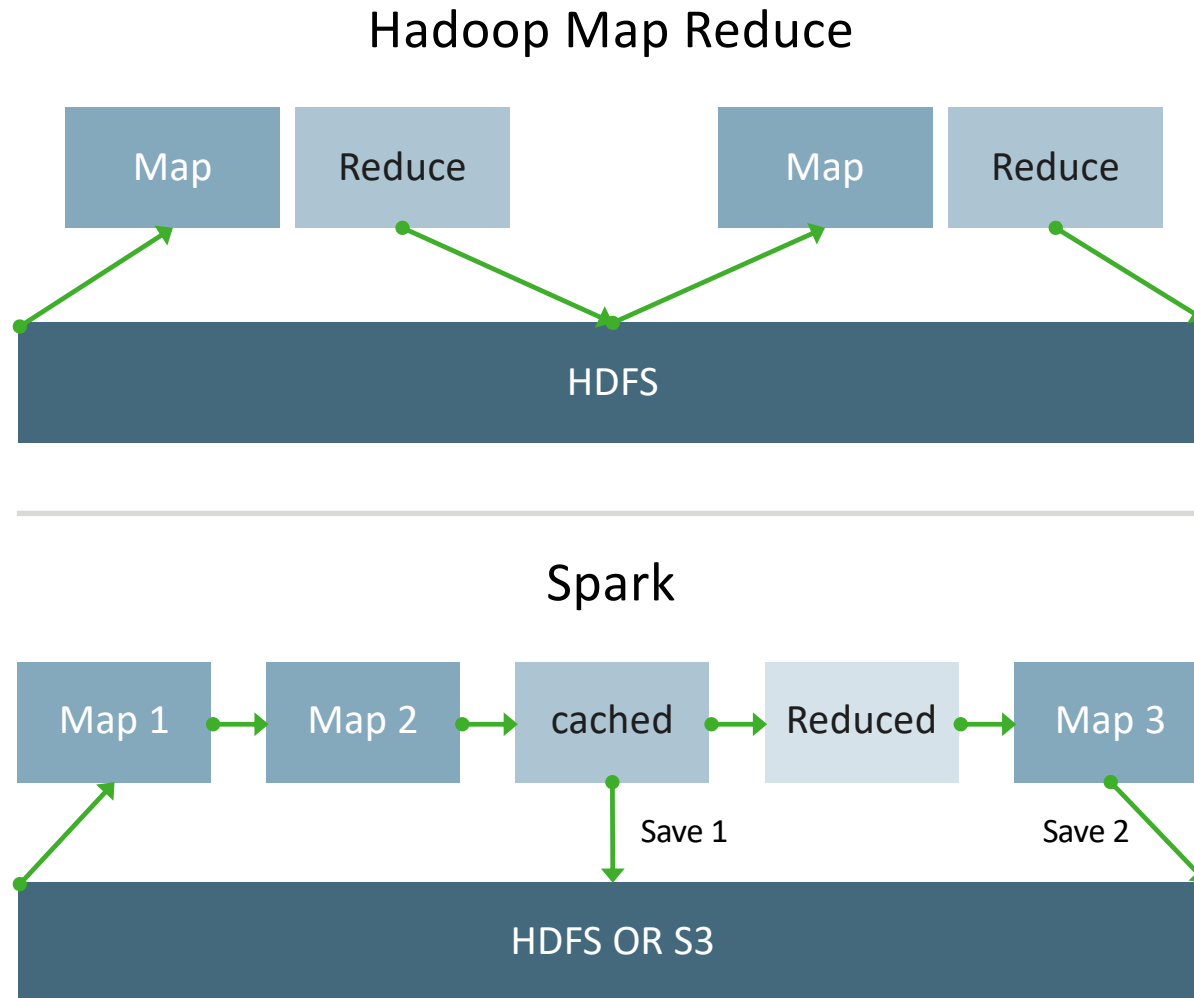 Hadoop Map Reduce
Map
Reduce
Map
Reduce
HDFS
Spark
Map 1
Map 2
cached
Reduced
Map 3
Save 1
Save 2
HDFS OR S3